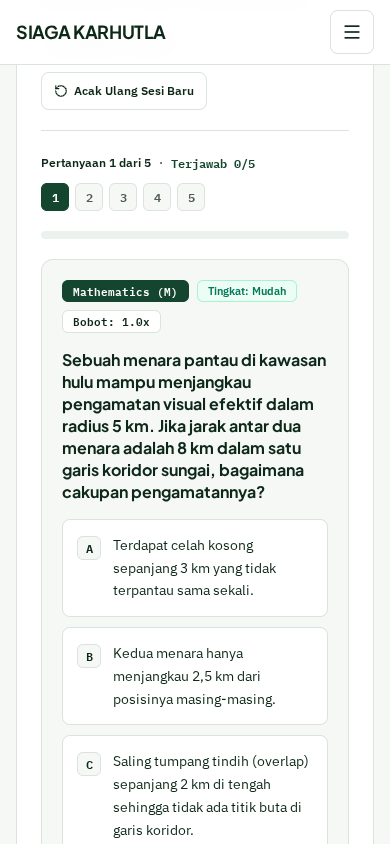 SIAGA KARHUTLA
Acak Ulang Sesi Baru
Pertanyaan 1 dari 5 · Terjawab 0/5
1 2 3 4 5
Mathematics (M) Tingkat: Mudah
Bobot: 1.0x
Sebuah menara pantau di kawasan
hulu mampu menjangkau
pengamatan visual efektif dalam
radius 5 km. Jika jarak antar dua
menara adalah 8 km dalam satu
garis koridor sungai, bagaimana
cakupan pengamatannya?
A Terdapat celah kosong
sepanjang 3 km yang tidak
terpantau sama sekali.
B Kedua menara hanya
menjangkau 2,5 km dari
posisinya masing-masing.
C Saling tumpang tindih (overlap)
sepanjang 2 km di tengah
sehingga tidak ada titik buta di
garis koridor.